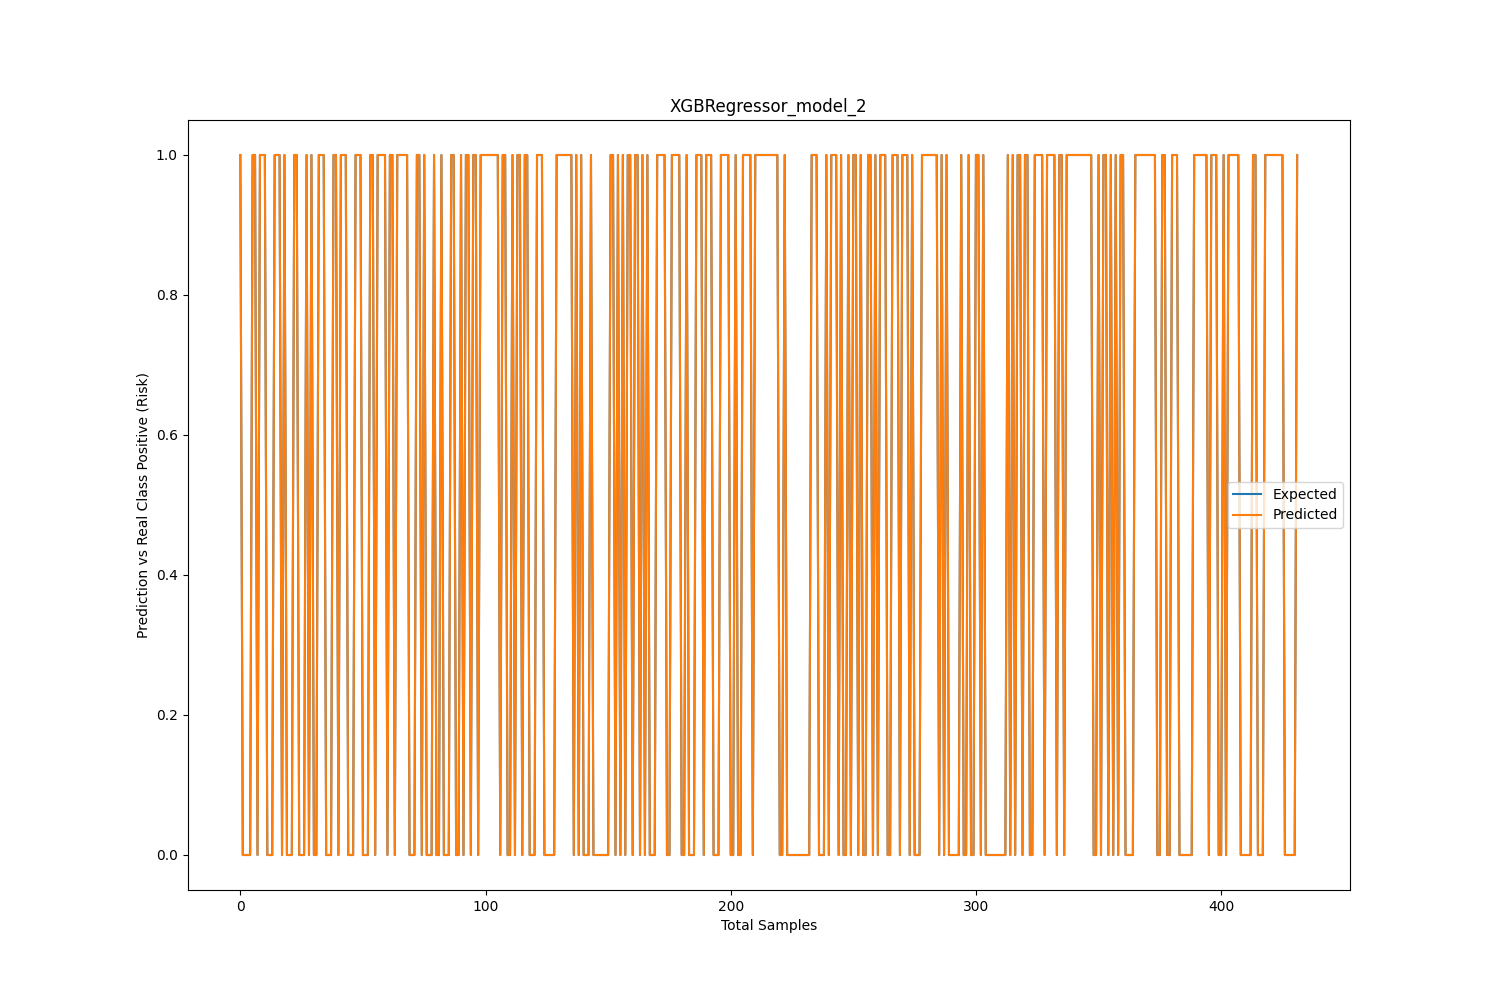 XGBRegressor_model_2
1.0
0.8
0.6
0.4
0.2
0.0
Prediction vs Real Class Positive (Risk)
Expected
Predicted
0 100 200 300 400
Total Samples